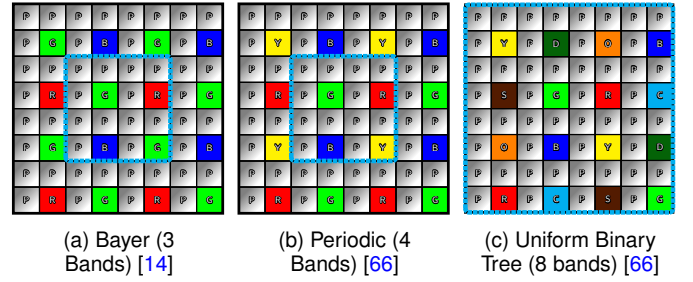 P P P P P P P P
P G P B P G P B
P P P P P P P P
P R P G P R P G
P P P P P P P P
P G P B P G P B
P P P P P P P P
P R P G P R P G
(a) Bayer (3
Bands) [14]
P P P P P P P P
P Y P B P Y P B
P P P P P P P P
P R P G P R P G
P P P P P P P P
P Y P B P Y P B
P P P P P P P P
P R P G P R P G
(b) Periodic (4
Bands) [66]
P P P P P P P P
P Y P D P O P B
P P P P P P P P
P S P G P R P C
P P P P P P P P
P O P B P Y P D
P P P P P P P P
P R P C P S P G
(c) Uniform Binary
Tree (8 bands) [66]